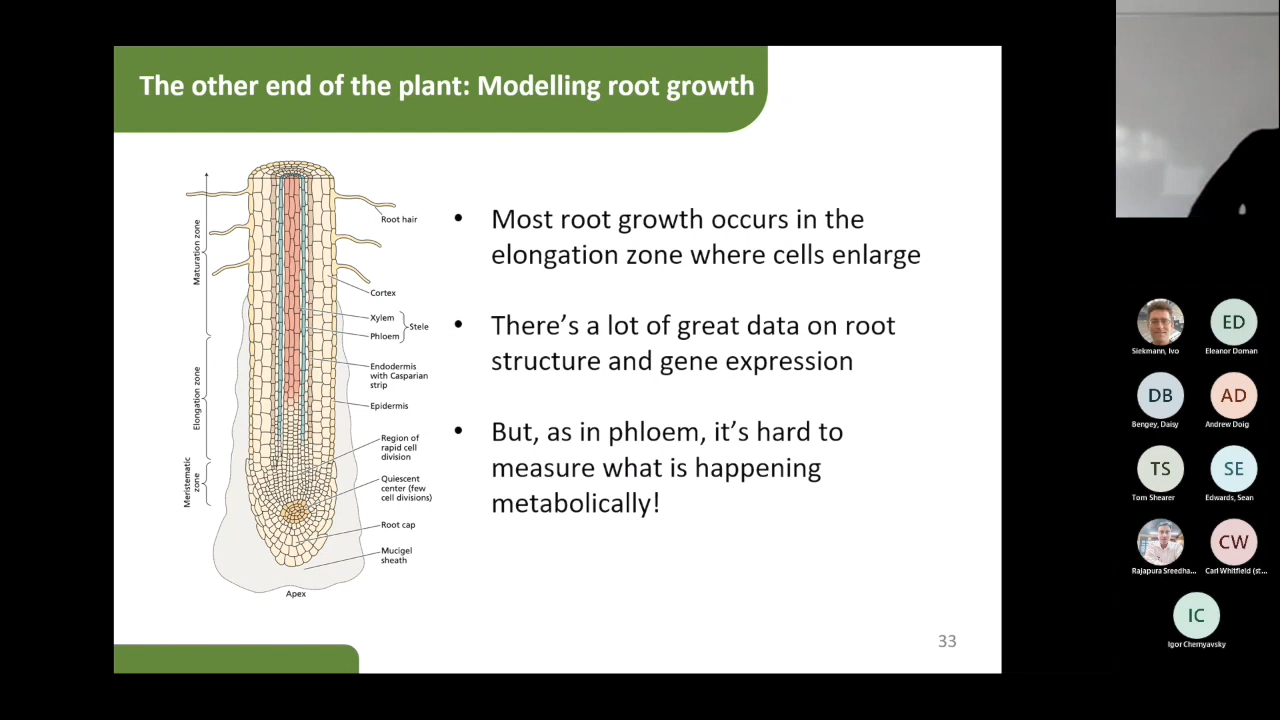 The other end of the plant: Modelling root growth
Maturation zone
Elongation zone
Meristematic
zone
Root hair
Cortex
Xylem
Stele
Phloem
Endodermis
with Casparian
strip
Epidermis
Region of
rapid cell
division
Quiescent
center (few
cell divisions)
Root cap
Mucigel
sheath
Apex
• Most root growth occurs in the
elongation zone where cells enlarge
• There’s a lot of great data on root
structure and gene expression
• But, as in phloem, it’s hard to
measure what is happening
metabolically!
33
Siekmann, Ivo
ED
Eleanor Doman
DB
Bengey, Daisy
AD
Andrew Doig
TS
Tom Shearer
SE
Edwards, Sean
Rajapura Sreedha...
CW
Carl Whitfield (st...
IC
Igor Chernyavsky